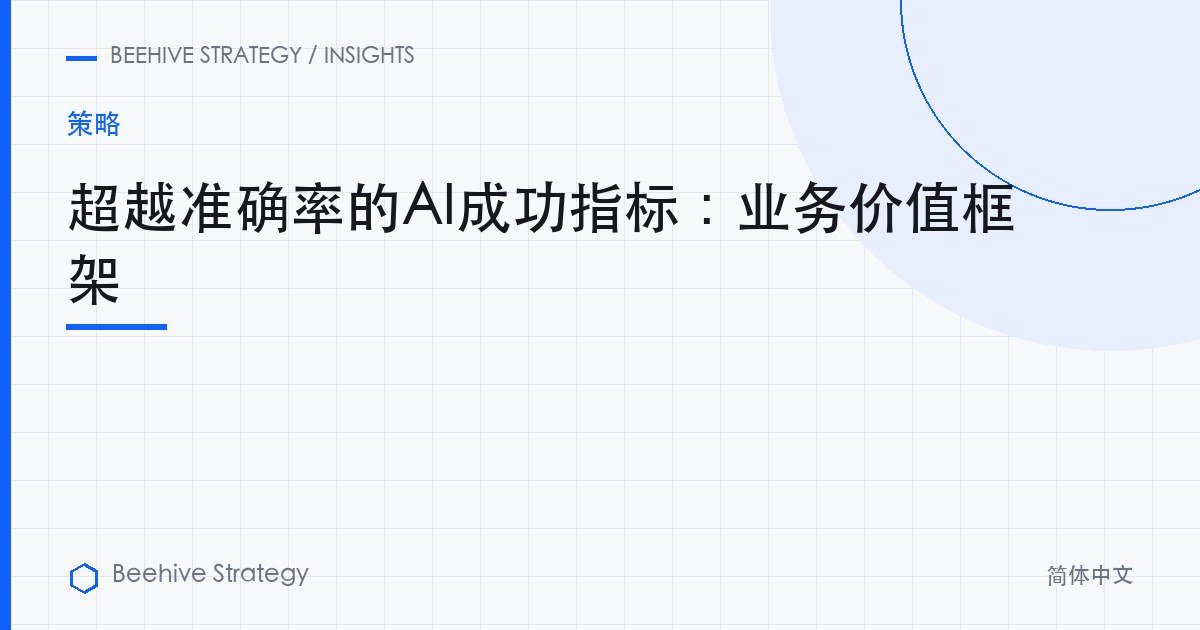 BEEHIVE STRATEGY / INSIGHTS
策略
超越准确率的AI成功指标：业务价值框
架
Beehive Strategy
简体中文